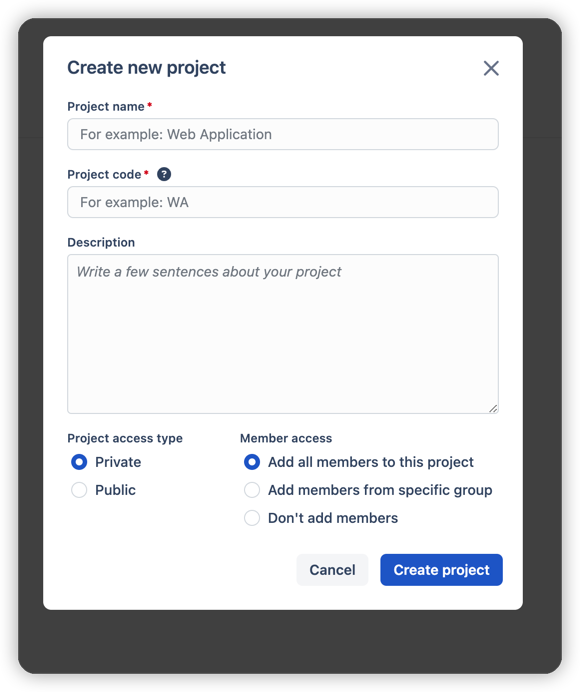 Create new project
Project name*
For example: Web Application
Project code* ?
For example: WA
Description
Write a few sentences about your project
Project access type
Private
Public
Member access
Add all members to this project
Add members from specific group
Don't add members
Cancel
Create project